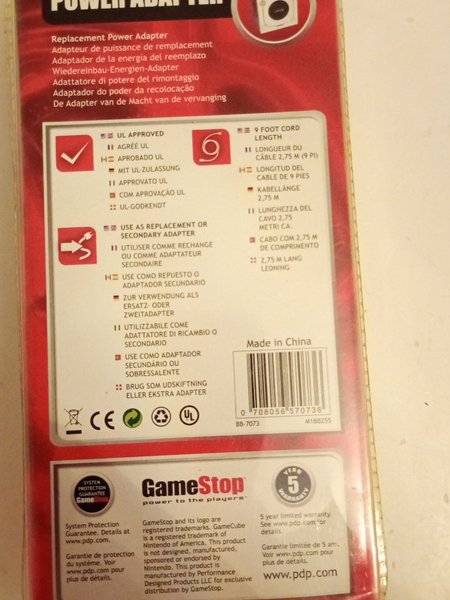 POWER ADAPTER
Replacement Power Adapter
Adapteur de puissance de remplacement
Adaptador de la energía del reemplazo
Wiedereinbau-Energien-Adapter
Adattatore di potere del rimontaggio
Adaptador do poder da recolocação
De Adapter van de Macht van de vervanging
UL APPROVED
AGRÉÉ UL
APROBADO UL
MIT UL-ZULASSUNG
APPROVATO UL
COM APROVAÇÃO UL
UL-GODKENDT
9
9 FOOT CORD
LENGTH
LONGUEUR DU
CÂBLE 2,75 M (9 PI)
LONGITUD DEL
CABLE DE 9 PIES
KABELLÄNGE
2,75 M
LUNGHEZZA DEL
CAVO 2,75
METRI CA.
CABO COM 2,75 M
DE COMPRIMENTO
2,75 M LANG
LEDNING
USE AS REPLACEMENT OR
SECONDARY ADAPTER
UTILISER COMME RECHANGE
OU COMME ADAPTATEUR
SECONDAIRE
USE COMO REPUESTO O
ADAPTADOR SECUNDARIO
ZUR VERWENDUNG ALS
ERSATZ- ODER
ZWEITADAPTER
UTILIZZABILE COME
ADATTATORE DI RICAMBIO O
SECONDARIO
USE COMO ADAPTADOR
SECUNDÁRIO OU
SOBRESSALENTE
BRUG SOM UDSKIFTNING
ELLER EKSTRA ADAPTER
Made in China
0 708056 570736
BB-7073
M1BB255
CE
UL
SYSTEM
PROTECTION
GUARANTEE
GameStop
System Protection
Guarantee. Details at
www.pdp.com.
Garantie de protection
du système. Voir
www.pdp.com pour
plus de détails.
GameStop
power to the players
GameStop and its logo are
registered trademarks. GameCube
is a registered trademark of
Nintendo of America. This product
is not designed, manufactured,
sponsored or endorsed by
Nintendo. This product is
manufactured by Performance
Designed Products LLC for exclusive
distribution by GameStop.
YEAR
5
WARRANTY
5 year limited warranty.
See www.pdp.com for
details.
Garantie limitée de 5 ans.
Voir www.pdp.com pour
plus de détails.
www.pdp.com